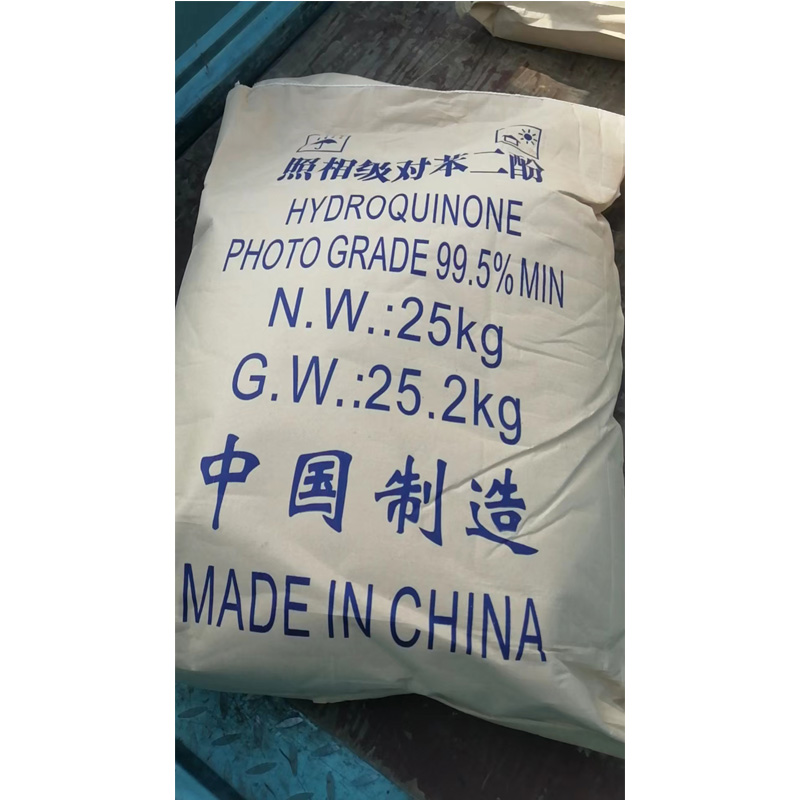 照相级对苯二酚
HYDROQUINONE
PHOTO GRADE 99.5% MIN
N.W.:25kg
G.W.:25.2kg
中国制造
MADE IN CHINA